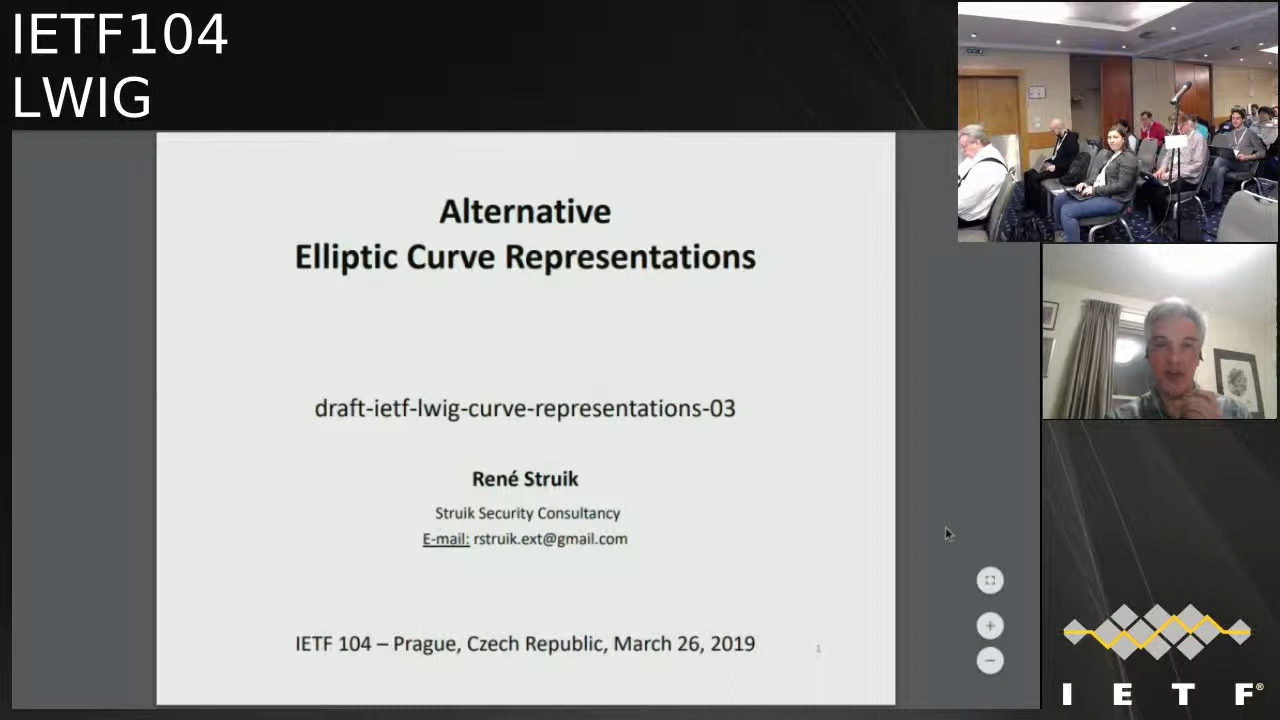 IETF104
LWIG
Alternative
Elliptic Curve Representations
draft-ietf-lwig-curve-representations-03
René Struik
Struik Security Consultancy
E-mail: rstruik.ext@gmail.com
IETF 104 – Prague, Czech Republic, March 26, 2019
1
I E T F®